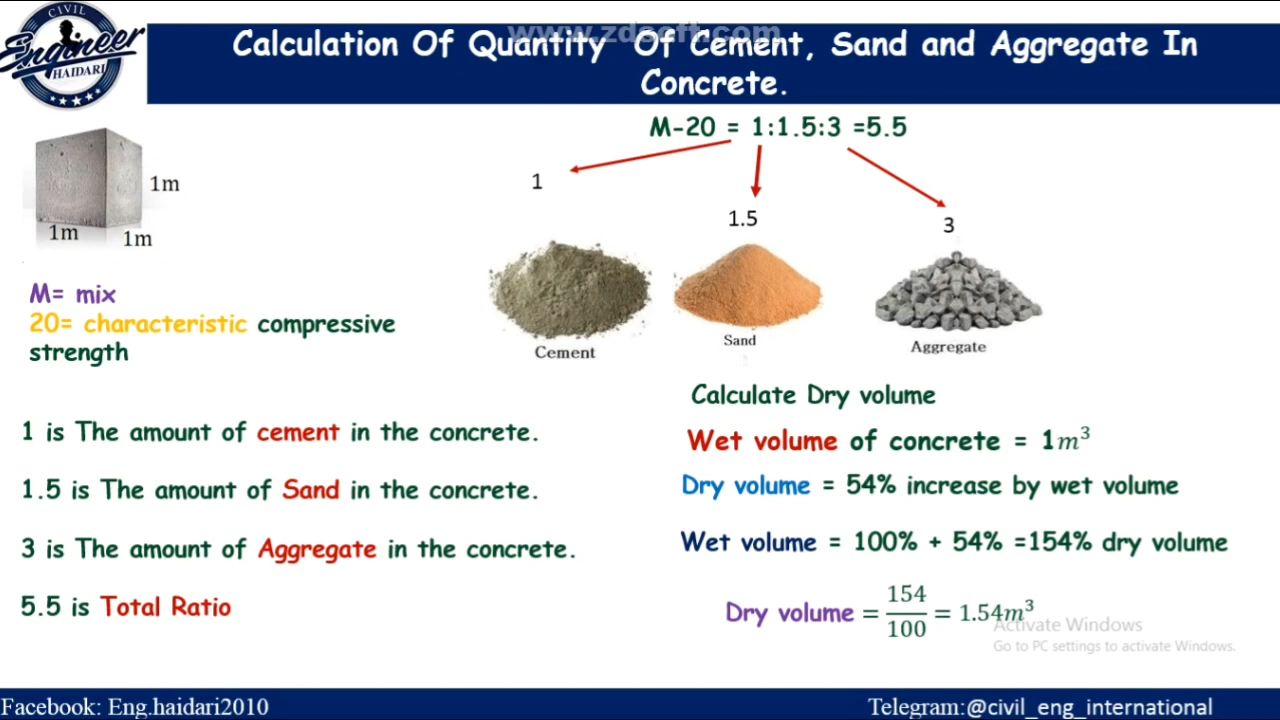 CIVIL
Engineer
HAIDARI
www.zdsoft.com
Calculation Of Quantity Of Cement, Sand and Aggregate In
Concrete.
M-20 = 1:1.5:3 =5.5
1
1.5
3
1m
1m
1m
Cement
Sand
Aggregate
M= mix
20= characteristic compressive
strength
1 is The amount of cement in the concrete.
1.5 is The amount of Sand in the concrete.
3 is The amount of Aggregate in the concrete.
5.5 is Total Ratio
Calculate Dry volume
Wet volume of concrete = 1m³
Dry volume = 54% increase by wet volume
Wet volume = 100% + 54% =154% dry volume
Dry volume = 154/100 = 1.54m³
Activate Windows
Go to PC settings to activate Windows.
Facebook: Eng.haidari2010
Telegram:@civil_eng_international